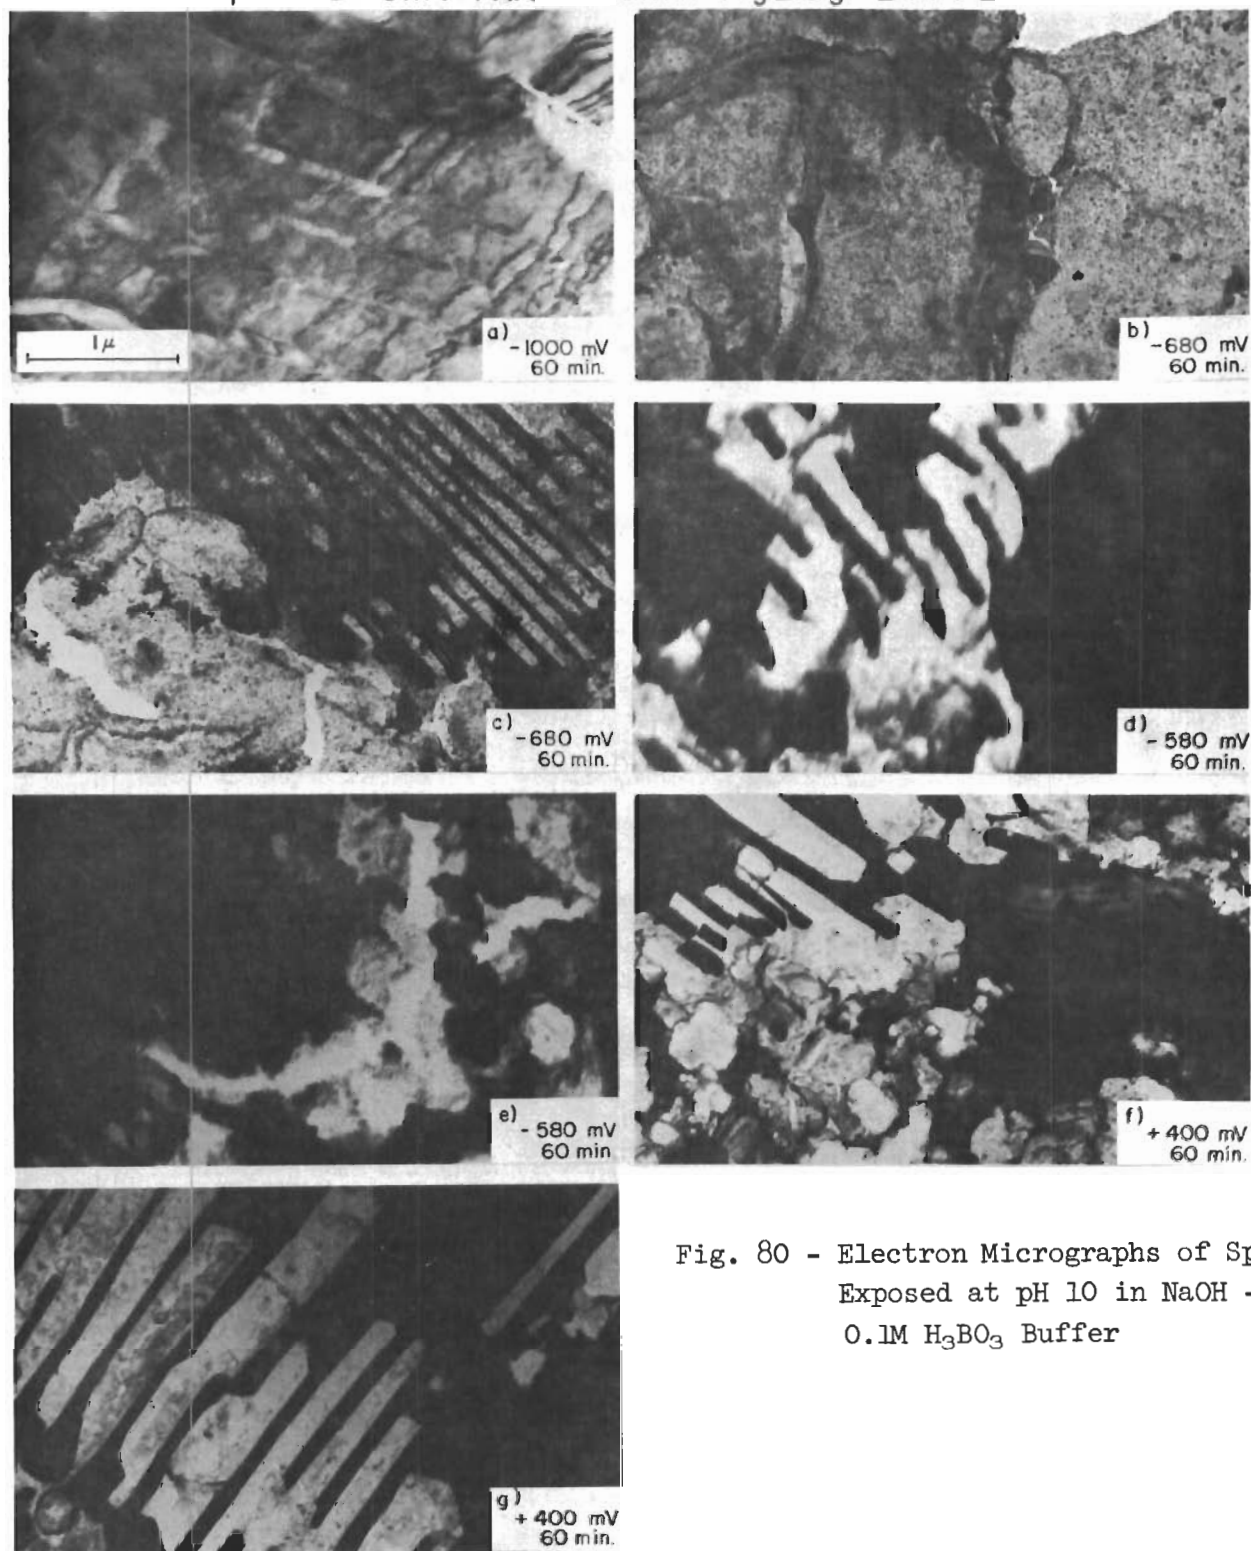 1μ
a)
-1000 mV
60 min.
b)
-680 mV
60 min.
c)
-680 mV
60 min.
d)
-580 mV
60 min.
e)
-580 mV
60 min
f)
+400 mV
60 min.
g)
+400 mV
60 min.
Fig. 80 - Electron Micrographs of
Exposed at pH 10 in NaOH -
0.1M H₃BO₃ Buffer